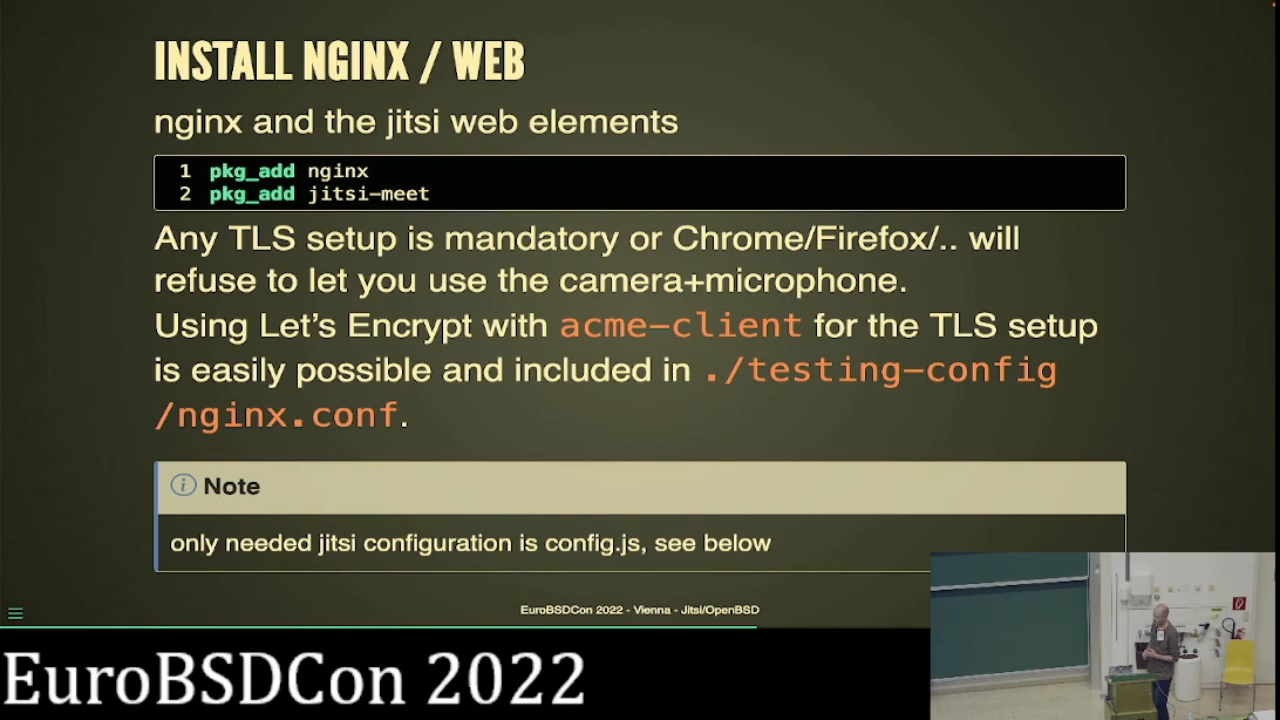 INSTALL NGINX / WEB
nginx and the jitsi web elements
1 pkg_add nginx
2 pkg_add jitsi-meet
Any TLS setup is mandatory or Chrome/Firefox/.. will
refuse to let you use the camera+microphone.
Using Let's Encrypt with acme-client for the TLS setup
is easily possible and included in ./testing-config
/nginx.conf.
Note
only needed jitsi configuration is config.js, see below
EuroBSDCon 2022 - Vienna - Jitsi/OpenBSD
EuroBSDCon 2022